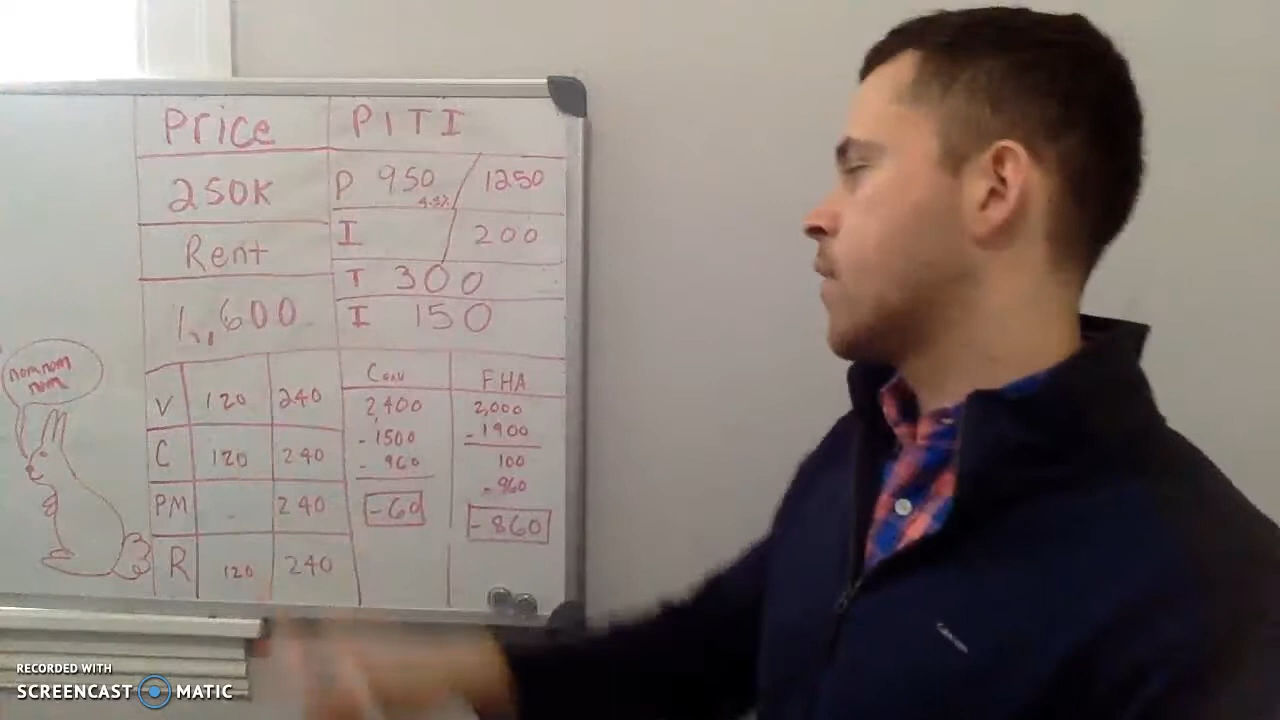 Price
PITI
250K
P 950 / 1250
4.5%
I 200
Rent
T 300
1,600
I 150
nom nom
nom
V 120 240
C 120 240
PM 240
R 120 240
Conv
2,400
- 1500
- 960
- 60
FHA
2,000
- 1900
100
- 960
- 860
RECORDED WITH
SCREENCAST MATIC